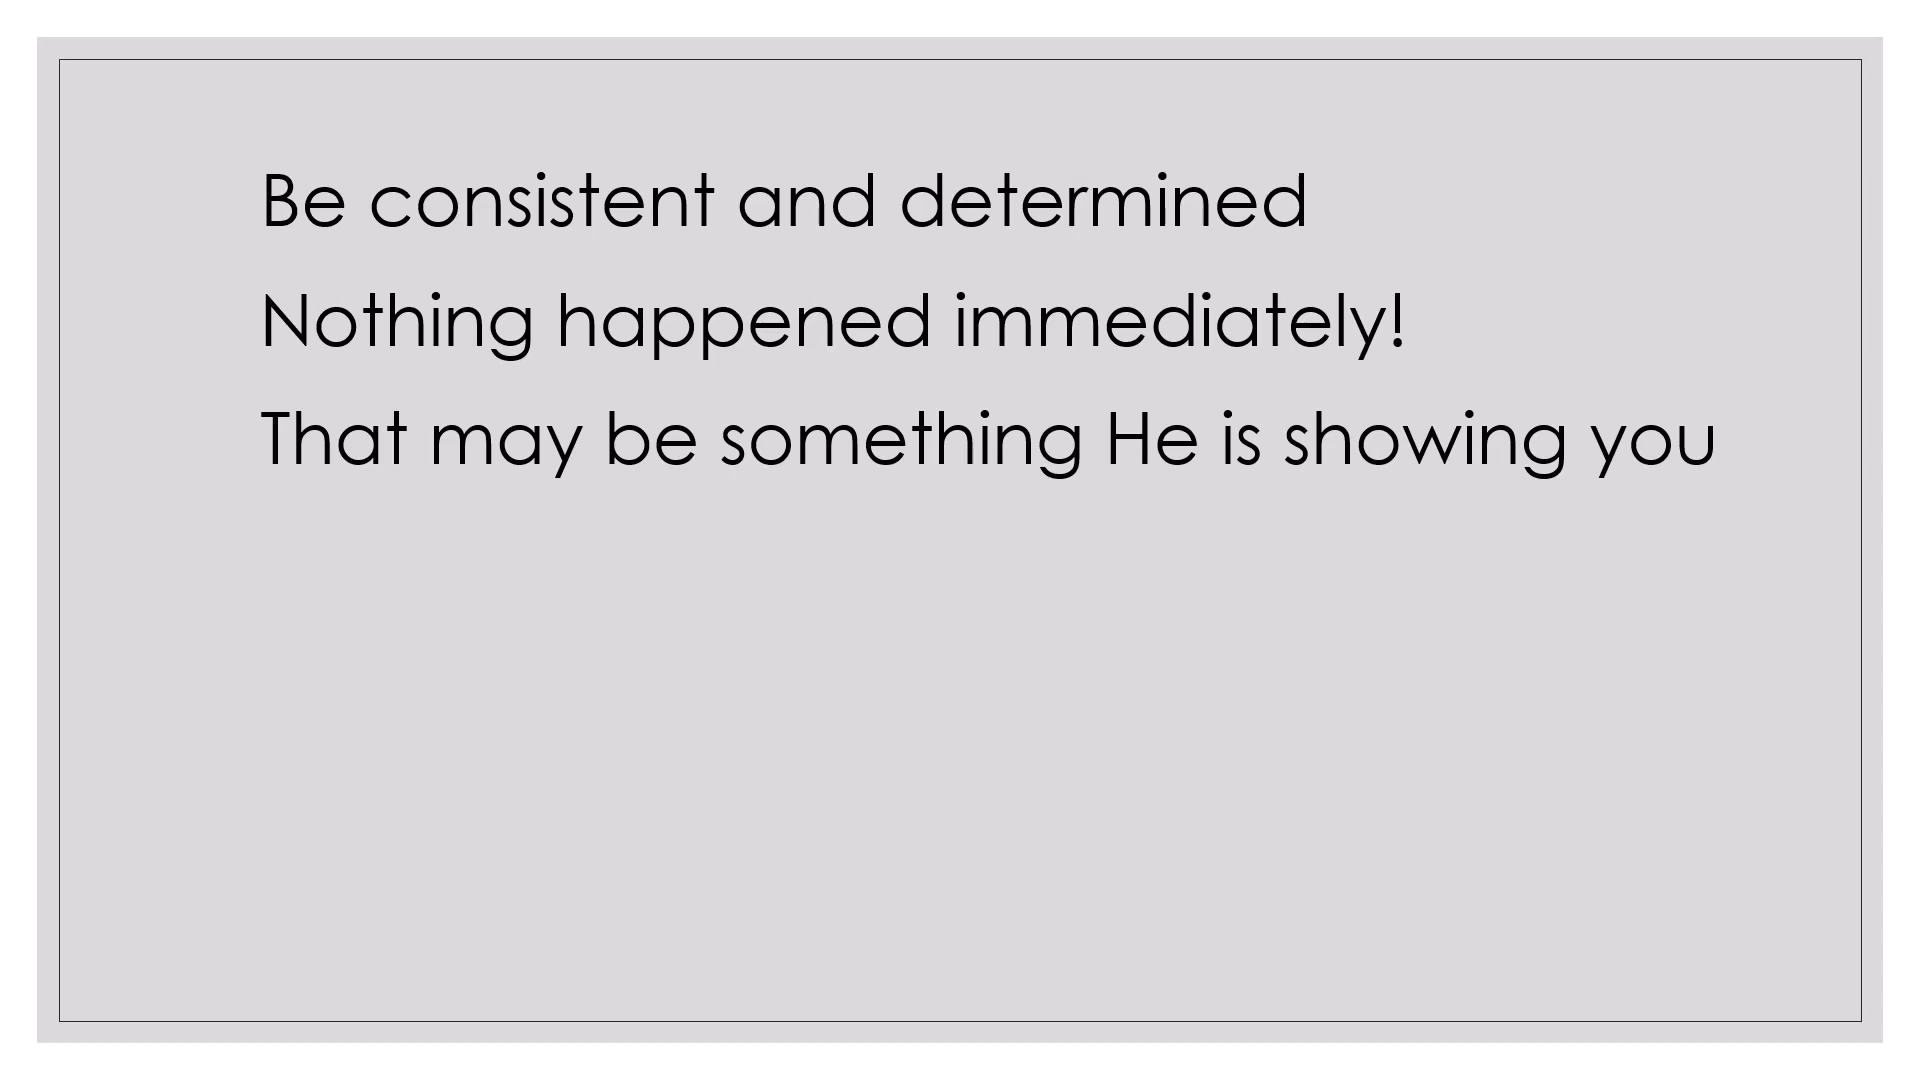 Be consistent and determined
Nothing happened immediately!
That may be something He is showing you